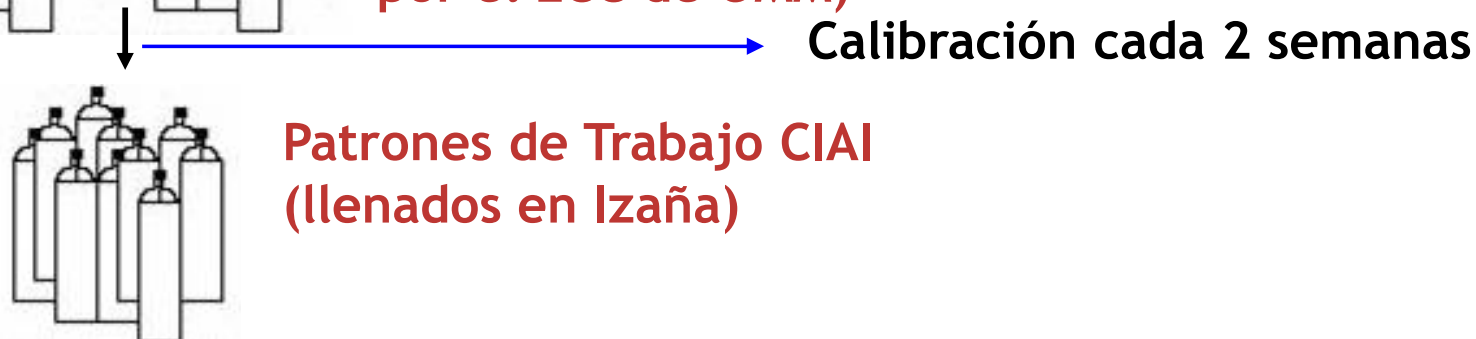 Calibración cada 2 semanas
Patrones de Trabajo CIAI
(llenados en Izaña)